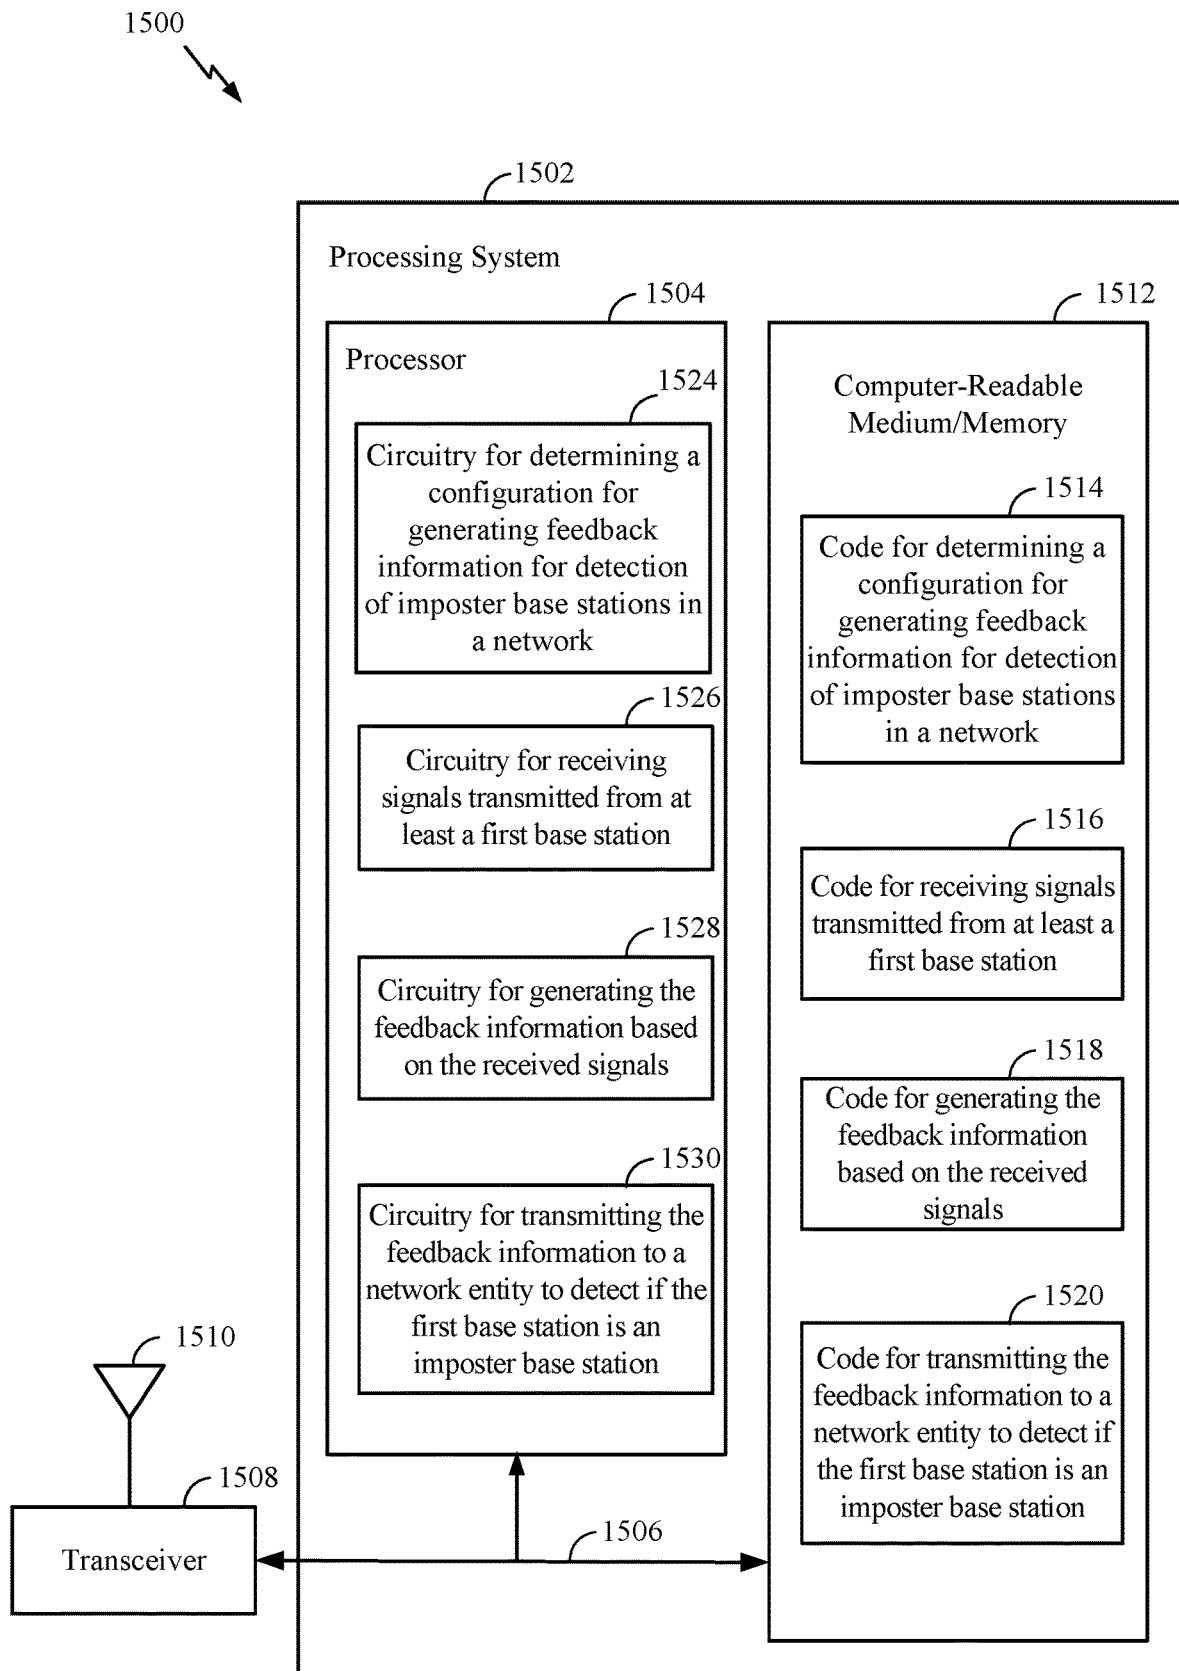 1500
1502
Processing System
1504
Processor
1524
Circuitry for determining a
configuration for
generating feedback
information for detection
of imposter base stations in
a network
1526
Circuitry for receiving
signals transmitted from at
least a first base station
1528
Circuitry for generating the
feedback information based
on the received signals
1530
Circuitry for transmitting the
feedback information to a
network entity to detect if the
first base station is an
imposter base station
1512
Computer-Readable
Medium/Memory
1514
Code for determining a
configuration for
generating feedback
information for detection
of imposter base stations
in a network
1516
Code for receiving signals
transmitted from at least a
first base station
1518
Code for generating the
feedback information
based on the received
signals
1520
Code for transmitting the
feedback information to a
network entity to detect if
the first base station is an
imposter base station
1510
1508
Transceiver
1506